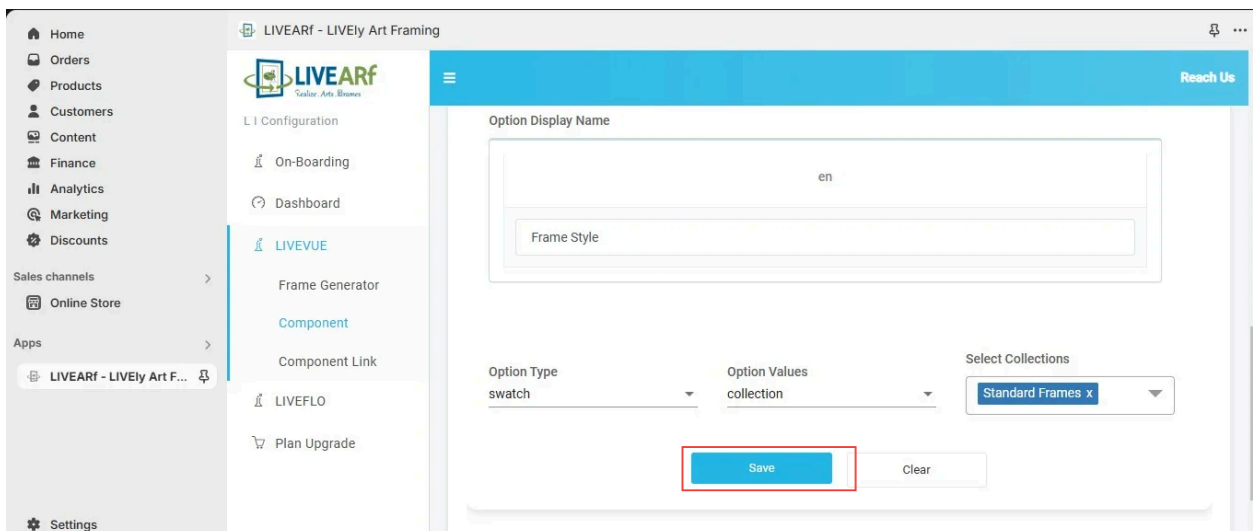 Home
Orders
Products
Customers
Content
Finance
Analytics
Marketing
Discounts
Sales channels
Online Store
Apps
LIVEARf - LIVEly Art F...
Settings
LIVEARf - LIVEly Art Framing
LIVEARf
Realize Arts Frames
L I Configuration
On-Boarding
Dashboard
LIVEVUE
Frame Generator
Component
Component Link
LIVEFLO
Plan Upgrade
Reach Us
Option Display Name
en
Frame Style
Option Type
swatch
Option Values
collection
Select Collections
Standard Frames x
Save
Clear